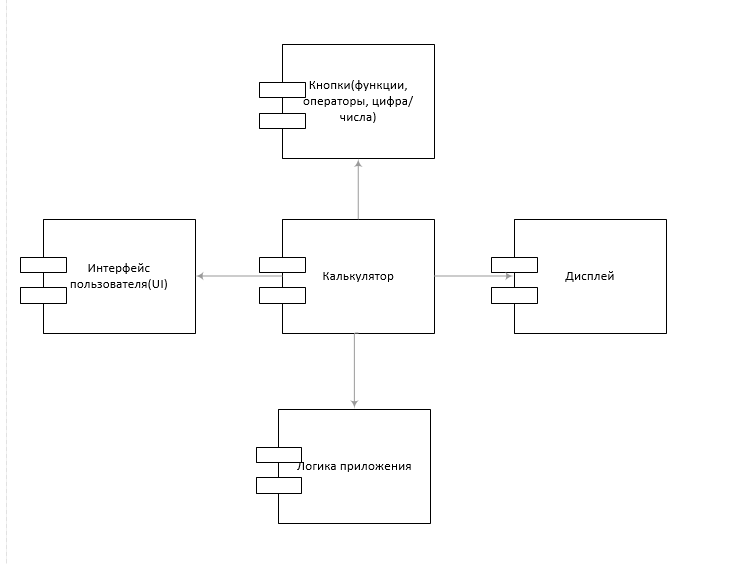 Кнопки(функции,
операторы, цифра/
числа)
Интерфейс
пользователя(UI)
Калькулятор
Дисплей
Логика приложения